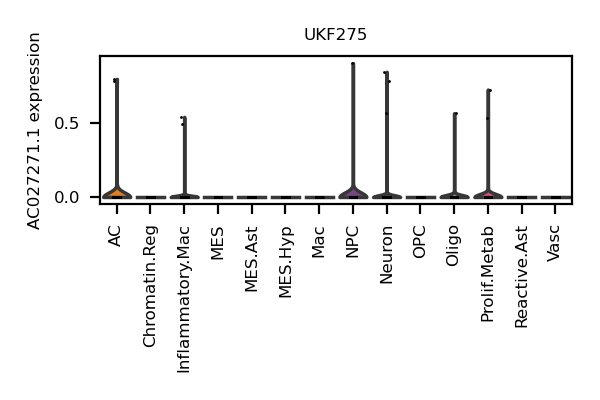 UKF275
AC027271.1 expression
0.5
0.0
AC
Chromatin.Reg
Inflammatory.Mac
MES
MES.Ast
MES.Hyp
Mac
NPC
Neuron
OPC
Oligo
Prolif.Metab
Reactive.Ast
Vasc